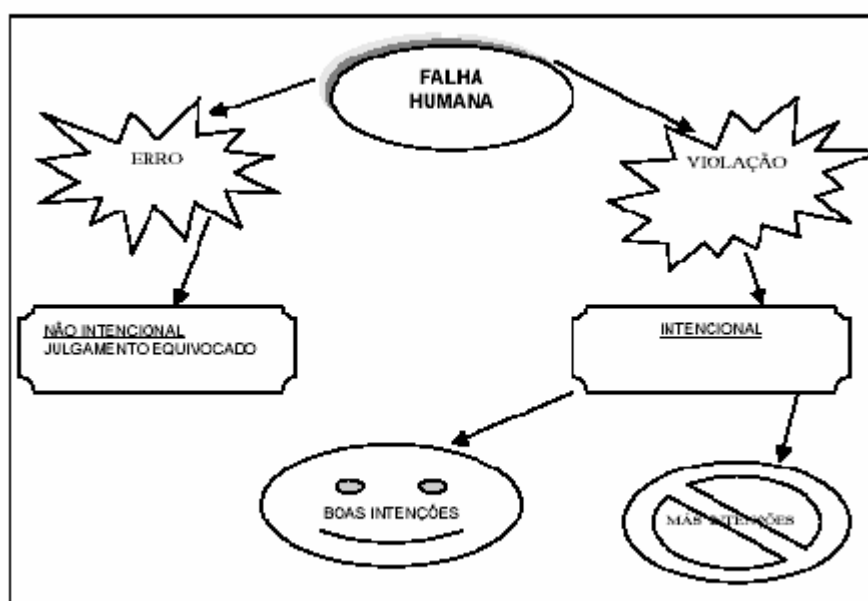 FALHA
HUMANA
ERRO
VIOLAÇÃO
NÃO INTENCIONAL
JULGAMENTO EQUIVOCADO
INTENCIONAL
BOAS INTENÇÕES
MÁS INTENÇÕES